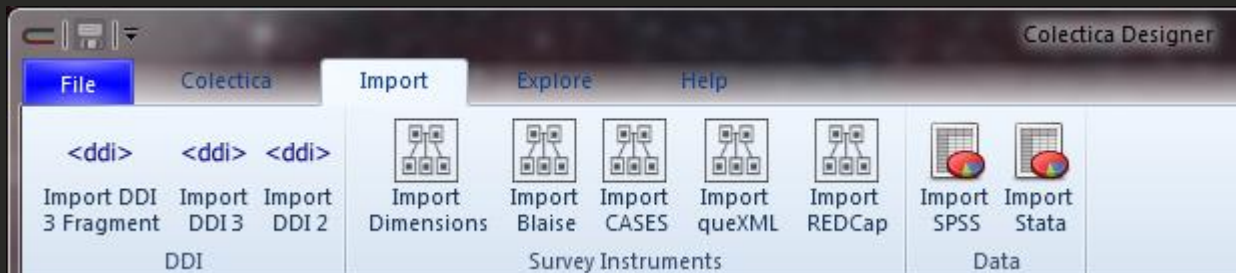 Colectica Designer
File Colectica Import Explore Help
<ddi> <ddi> <ddi>
Import DDI 3 Fragment
Import DDI 3
Import DDI 2
DDI
Import Dimensions
Import Blaise
Import CASES
Import queXML
Import REDCap
Survey Instruments
Import SPSS
Import Stata
Data